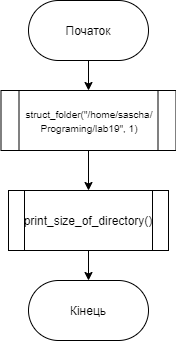 Початок
struct_folder("/home/sascha/
Programing/lab19", 1)
print_size_of_directory()
Кінець